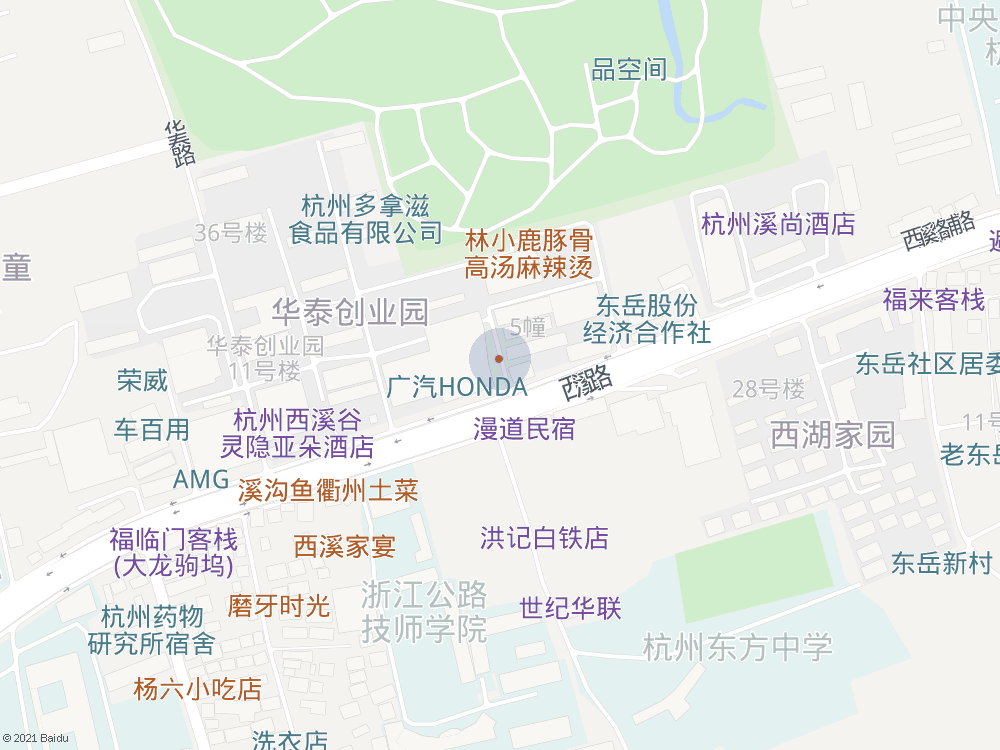 中央
杭
品空间
华泰路
36号楼
杭州多拿滋
食品有限公司
林小鹿豚骨
高汤麻辣烫
杭州溪尚酒店
西溪路辅路
童
华泰创业园
5幢
东岳股份
经济合作社
福来客栈
华泰创业园
11号楼
东岳社区居委
荣威
广汽HONDA
西溪路
28号楼
车百用
杭州西溪谷
灵隐亚朵酒店
漫道民宿
西湖家园
11号
老东岳
AMG
溪沟鱼衢州土菜
福临门客栈
(大龙驹坞)
西溪家宴
洪记白铁店
东岳新村
磨牙时光
浙江公路
技师学院
世纪华联
杭州药物
研究所宿舍
杭州东方中学
杨六小吃店
洗衣店
© 2021 Baidu